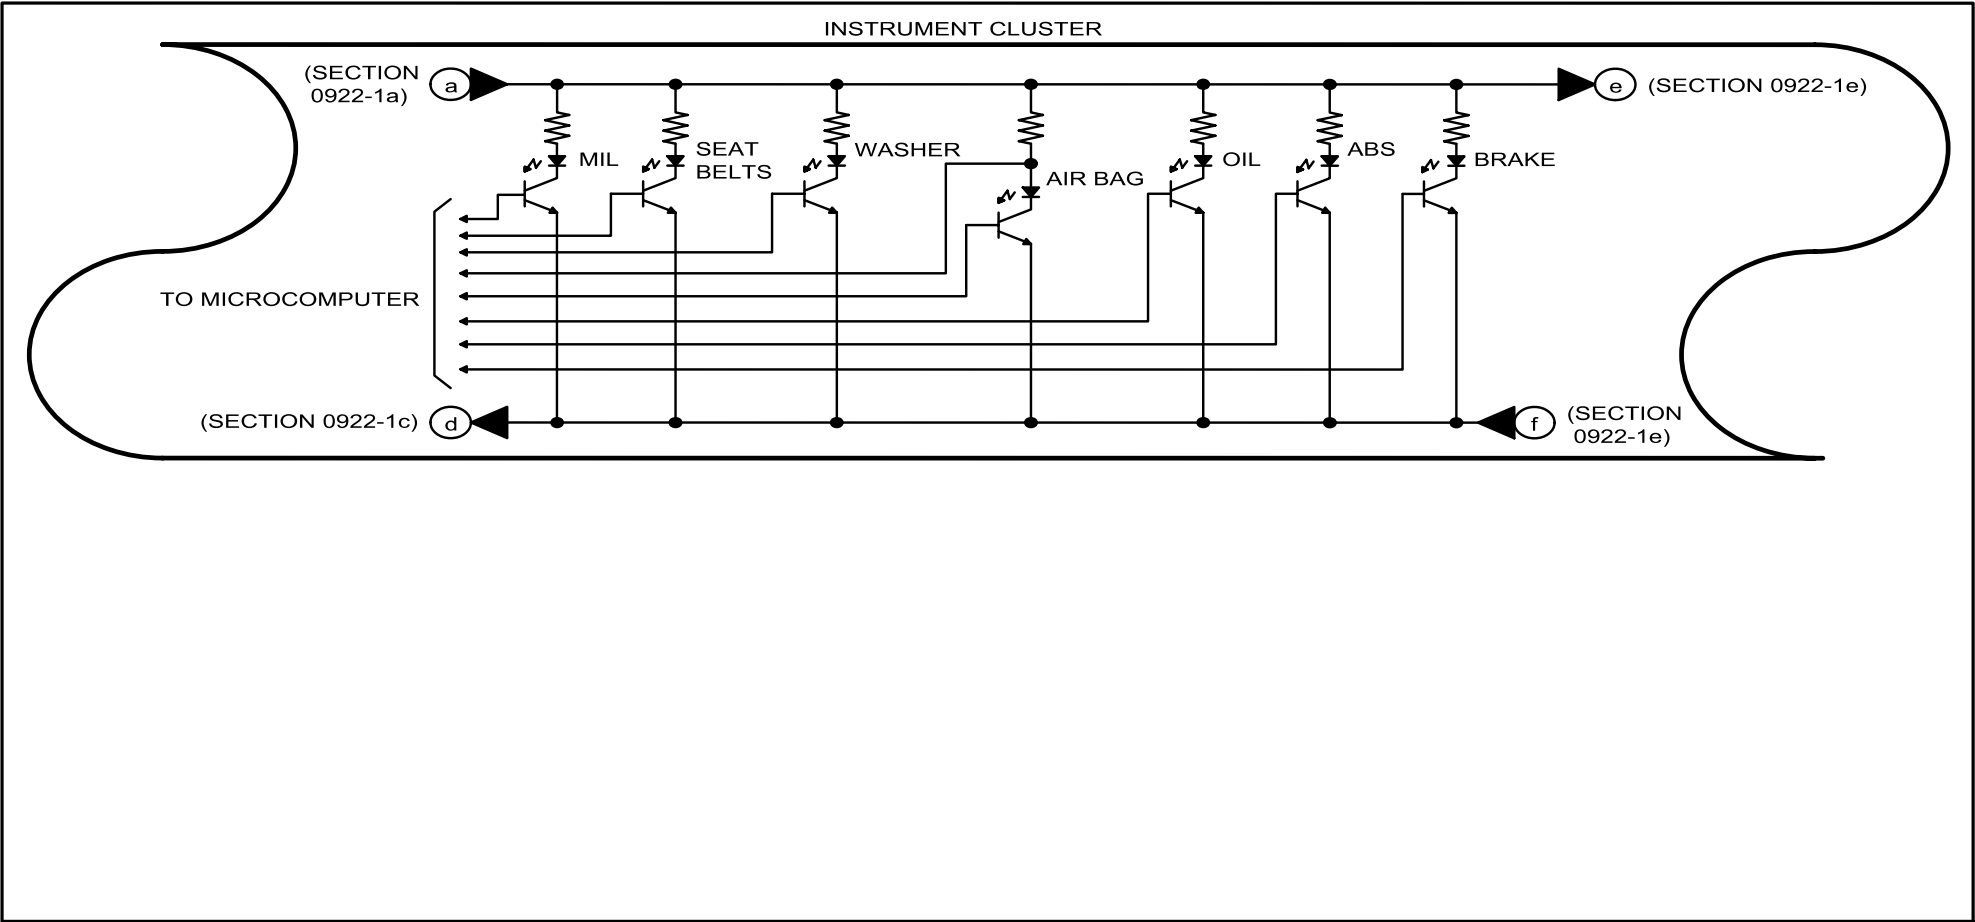 INSTRUMENT CLUSTER
(SECTION
0922-1a)
a
e
(SECTION 0922-1e)
MIL
SEAT
BELTS
WASHER
AIR BAG
OIL
ABS
BRAKE
TO MICROCOMPUTER
(SECTION 0922-1c)
d
f
(SECTION
0922-1e)